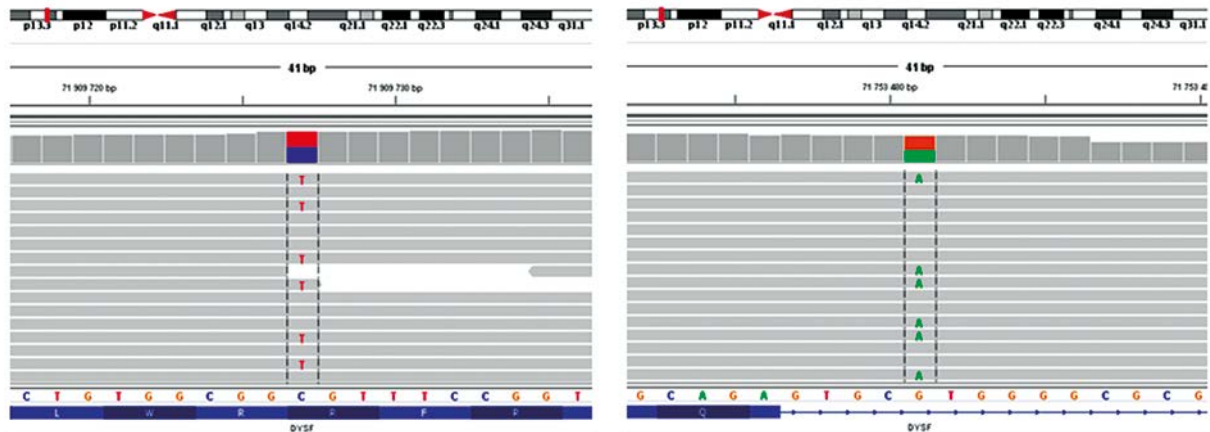 p13.3 p12 p11.2 q12.1 q13 q14.2 q21.1 q22.1 q22.3 q24.1 q24.3 q31.1
41 bp
71 909 720 bp 71 909 730 bp
T
T
T
T
T
T
C T G T G G C G G C G T T T C C G G T
L W R R F R
DYSF
p13.3 p12 p11.2 q11.1 q12.1 q13 q14.2 q21.1 q22.1 q22.3 q24.1 q24.3 q31.1
41 bp
71 753 480 bp 71 753
A
A
A
A
A
A
G C A G A G T G C G T G G G G C G C G
Q
DYSF